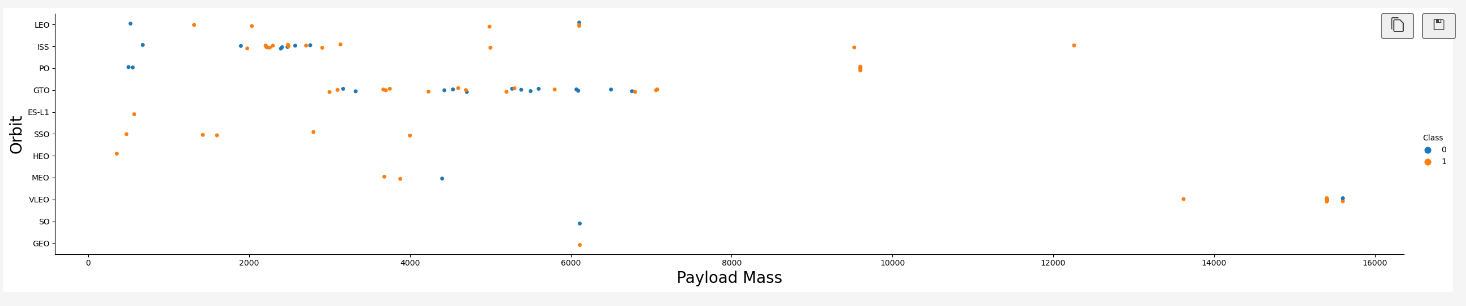 LEO
ISS
PO
GTO
ES-L1
SSO
HEO
MEO
VLEO
SO
GEO
Orbit
0 2000 4000 6000 8000 10000 12000 14000 16000
Payload Mass
Class
0
1